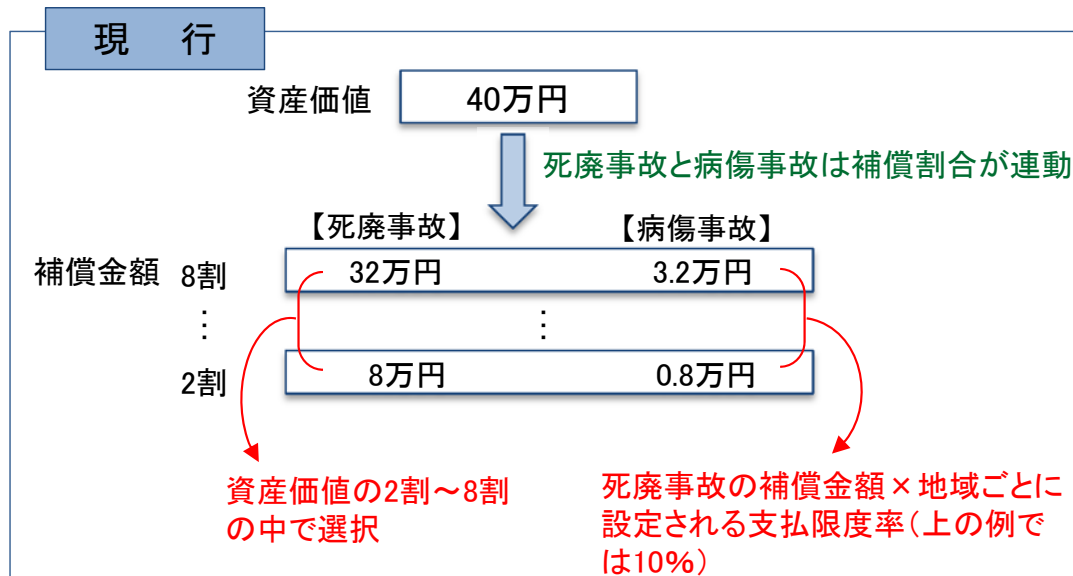 現　行
資産価値 40万円
死廃事故と病傷事故は補償割合が連動
【死廃事故】 【病傷事故】
補償金額 8割 32万円 3.2万円
⋮ ⋮
2割 8万円 0.8万円
資産価値の2割～8割
の中で選択
死廃事故の補償金額×地域ごとに
設定される支払限度率(上の例で
は10%)